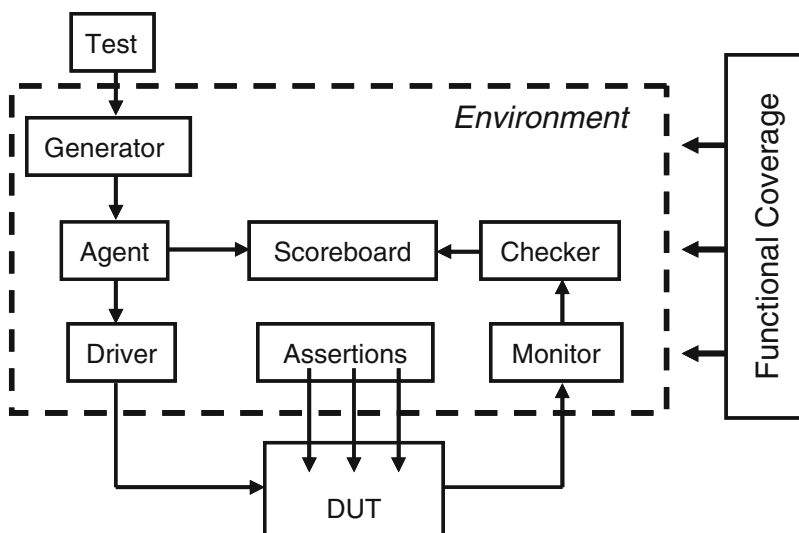 Test
Environment
Generator
Agent
Scoreboard
Checker
Driver
Assertions
Monitor
DUT
Functional Coverage